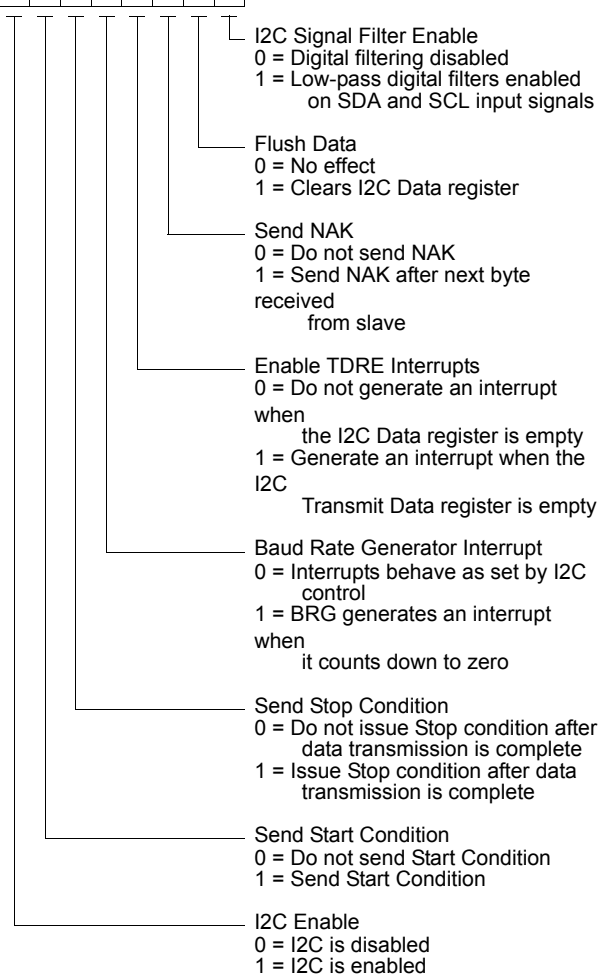 I2C Signal Filter Enable
0 = Digital filtering disabled
1 = Low-pass digital filters enabled
on SDA and SCL input signals
Flush Data
0 = No effect
1 = Clears I2C Data register
Send NAK
0 = Do not send NAK
1 = Send NAK after next byte
received
from slave
Enable TDRE Interrupts
0 = Do not generate an interrupt
when
the I2C Data register is empty
1 = Generate an interrupt when the
I2C
Transmit Data register is empty
Baud Rate Generator Interrupt
0 = Interrupts behave as set by I2C
control
1 = BRG generates an interrupt
when
it counts down to zero
Send Stop Condition
0 = Do not issue Stop condition after
data transmission is complete
1 = Issue Stop condition after data
transmission is complete
Send Start Condition
0 = Do not send Start Condition
1 = Send Start Condition
I2C Enable
0 = I2C is disabled
1 = I2C is enabled